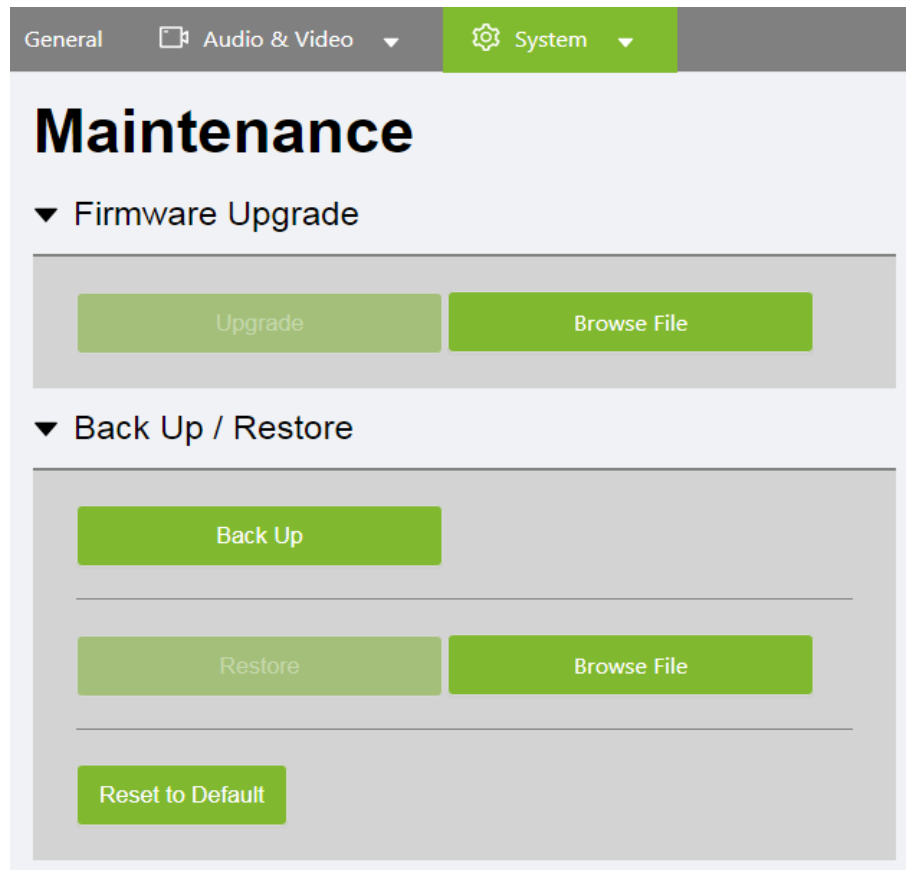 General Audio & Video System
Maintenance
Firmware Upgrade
Upgrade Browse File
Back Up / Restore
Back Up
Restore Browse File
Reset to Default